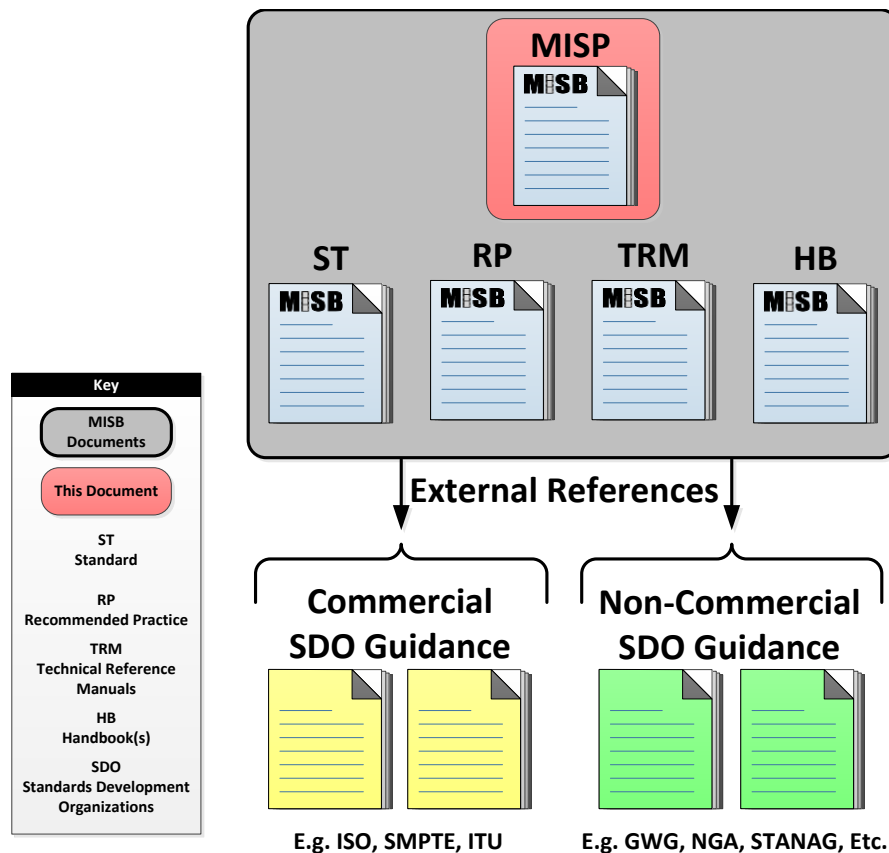 MISP
MISB
ST
RP
TRM
HB
MISB
MISB
MISB
MISB
Key
MISB
Documents
This Document
ST
Standard
RP
Recommended Practice
TRM
Technical Reference
Manuals
HB
Handbook(s)
SDO
Standards Development
Organizations
External References
Commercial
SDO Guidance
Non-Commercial
SDO Guidance
E.g. ISO, SMPTE, ITU
E.g. GWG, NGA, STANAG, Etc.